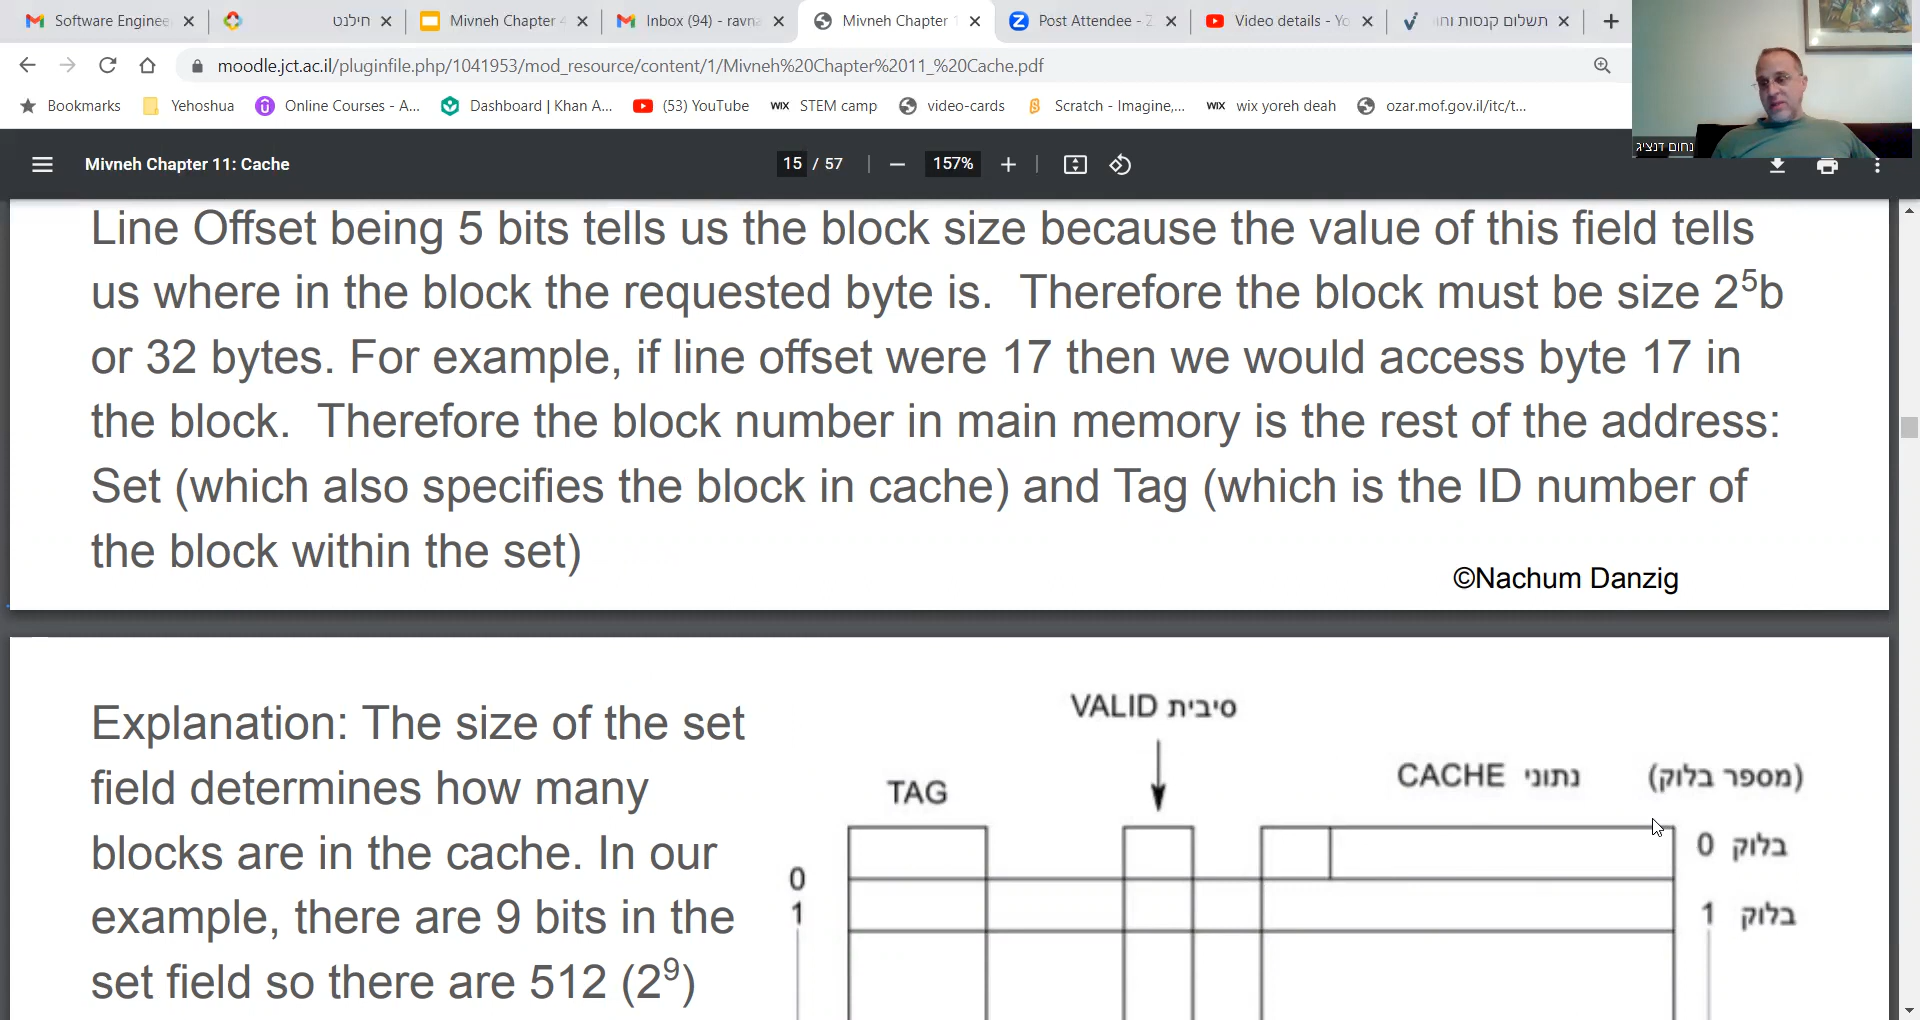 Software Enginee
חילנט
Mivneh Chapter 4
Inbox (94) - ravna
Mivneh Chapter 1
Post Attendee - Z
Video details - Yo
תשלום קנסות וחו
moodle.jct.ac.il/pluginfile.php/1041953/mod_resource/content/1/Mivneh%20Chapter%2011_%20Cache.pdf
Bookmarks
Yehoshua
Online Courses - A...
Dashboard | Khan A...
(53) YouTube
WIX STEM camp
video-cards
Scratch - Imagine,...
WIX wix yoreh deah
ozar.mof.gov.il/itc/t...
נחום דנציג
Mivneh Chapter 11: Cache
15 / 57
157%
Line Offset being 5 bits tells us the block size because the value of this field tells
us where in the block the requested byte is. Therefore the block must be size 2⁵b
or 32 bytes. For example, if line offset were 17 then we would access byte 17 in
the block. Therefore the block number in main memory is the rest of the address:
Set (which also specifies the block in cache) and Tag (which is the ID number of
the block within the set)
©Nachum Danzig
Explanation: The size of the set
field determines how many
blocks are in the cache. In our
example, there are 9 bits in the
set field so there are 512 (2⁹)
סיבית VALID
TAG
נתוני CACHE
(מספר בלוק)
0
1
בלוק 0
בלוק 1